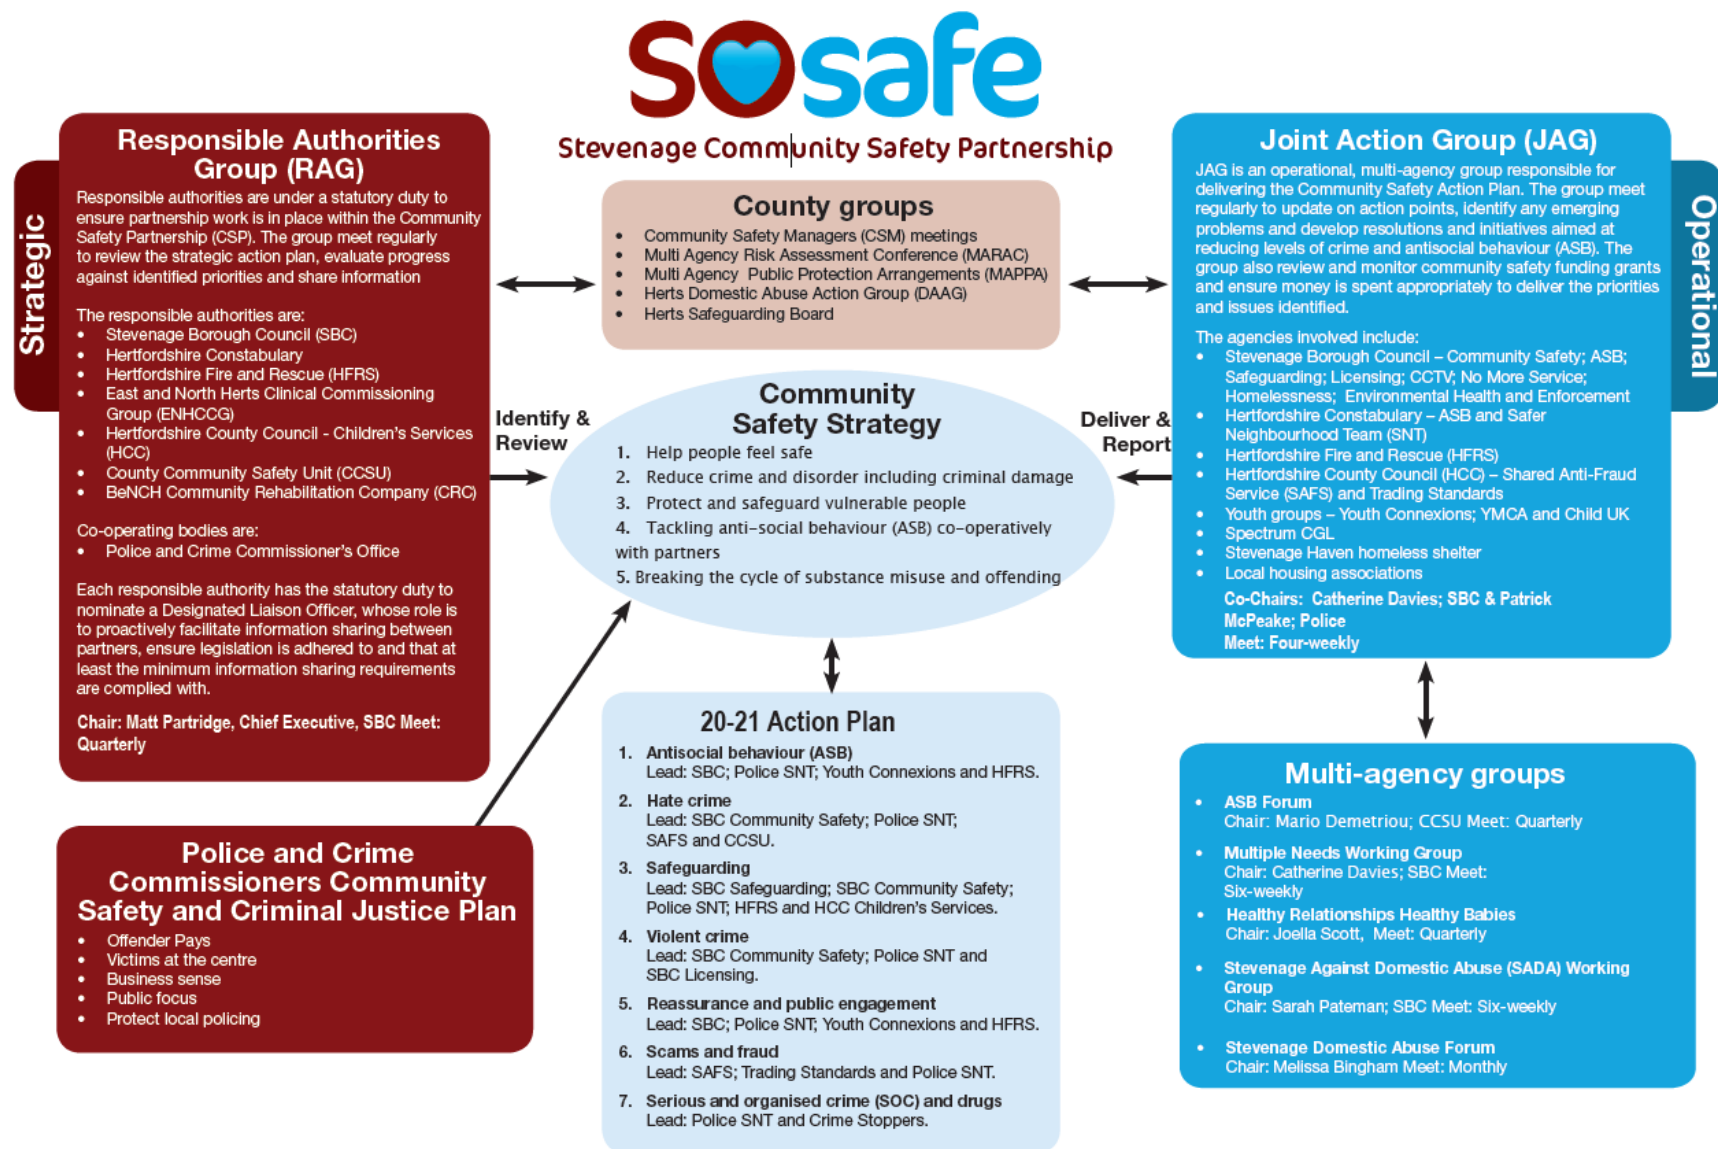 SOsafe
Stevenage Community Safety Partnership
Strategic
Responsible Authorities
Group (RAG)
Responsible authorities are under a statutory duty to
ensure partnership work is in place within the Community
Safety Partnership (CSP). The group meet regularly
to review the strategic action plan, evaluate progress
against identified priorities and share information
The responsible authorities are:
• Stevenage Borough Council (SBC)
• Hertfordshire Constabulary
• Hertfordshire Fire and Rescue (HFRS)
• East and North Herts Clinical Commissioning
Group (ENHCCG)
• Hertfordshire County Council - Children's Services
(HCC)
• County Community Safety Unit (CCSU)
• BeNCH Community Rehabilitation Company (CRC)
Co-operating bodies are:
• Police and Crime Commissioner's Office
Each responsible authority has the statutory duty to
nominate a Designated Liaison Officer, whose role is
to proactively facilitate information sharing between
partners, ensure legislation is adhered to and that at
least the minimum information sharing requirements
are complied with.
Chair: Matt Partridge, Chief Executive, SBC Meet:
Quarterly
Police and Crime
Commissioners Community
Safety and Criminal Justice Plan
• Offender Pays
• Victims at the centre
• Business sense
• Public focus
• Protect local policing
County groups
• Community Safety Managers (CSM) meetings
• Multi Agency Risk Assessment Conference (MARAC)
• Multi Agency Public Protection Arrangements (MAPPA)
• Herts Domestic Abuse Action Group (DAAG)
• Herts Safeguarding Board
Identify &
Review
Community
Safety Strategy
1. Help people feel safe
2. Reduce crime and disorder including criminal damage
3. Protect and safeguard vulnerable people
4. Tackling anti-social behaviour (ASB) co-operatively
with partners
5. Breaking the cycle of substance misuse and offending
Deliver &
Report
20-21 Action Plan
1. Antisocial behaviour (ASB)
Lead: SBC; Police SNT; Youth Connexions and HFRS.
2. Hate crime
Lead: SBC Community Safety; Police SNT;
SAFS and CCSU.
3. Safeguarding
Lead: SBC Safeguarding; SBC Community Safety;
Police SNT; HFRS and HCC Children's Services.
4. Violent crime
Lead: SBC Community Safety; Police SNT and
SBC Licensing.
5. Reassurance and public engagement
Lead: SBC; Police SNT; Youth Connexions and HFRS.
6. Scams and fraud
Lead: SAFS; Trading Standards and Police SNT.
7. Serious and organised crime (SOC) and drugs
Lead: Police SNT and Crime Stoppers.
Operational
Joint Action Group (JAG)
JAG is an operational, multi-agency group responsible for
delivering the Community Safety Action Plan. The group meet
regularly to update on action points, identify any emerging
problems and develop resolutions and initiatives aimed at
reducing levels of crime and antisocial behaviour (ASB). The
group also review and monitor community safety funding grants
and ensure money is spent appropriately to deliver the priorities
and issues identified.
The agencies involved include:
• Stevenage Borough Council – Community Safety; ASB;
Safeguarding; Licensing; CCTV; No More Service;
Homelessness; Environmental Health and Enforcement
• Hertfordshire Constabulary – ASB and Safer
Neighbourhood Team (SNT)
• Hertfordshire Fire and Rescue (HFRS)
• Hertfordshire County Council (HCC) – Shared Anti-Fraud
Service (SAFS) and Trading Standards
• Youth groups – Youth Connexions; YMCA and Child UK
• Spectrum CGL
• Stevenage Haven homeless shelter
• Local housing associations
Co-Chairs: Catherine Davies; SBC & Patrick
McPeake; Police
Meet: Four-weekly
Multi-agency groups
• ASB Forum
Chair: Mario Demetriou; CCSU Meet: Quarterly
• Multiple Needs Working Group
Chair: Catherine Davies; SBC Meet:
Six-weekly
• Healthy Relationships Healthy Babies
Chair: Joella Scott, Meet: Quarterly
• Stevenage Against Domestic Abuse (SADA) Working
Group
Chair: Sarah Pateman; SBC Meet: Six-weekly
• Stevenage Domestic Abuse Forum
Chair: Melissa Bingham Meet: Monthly